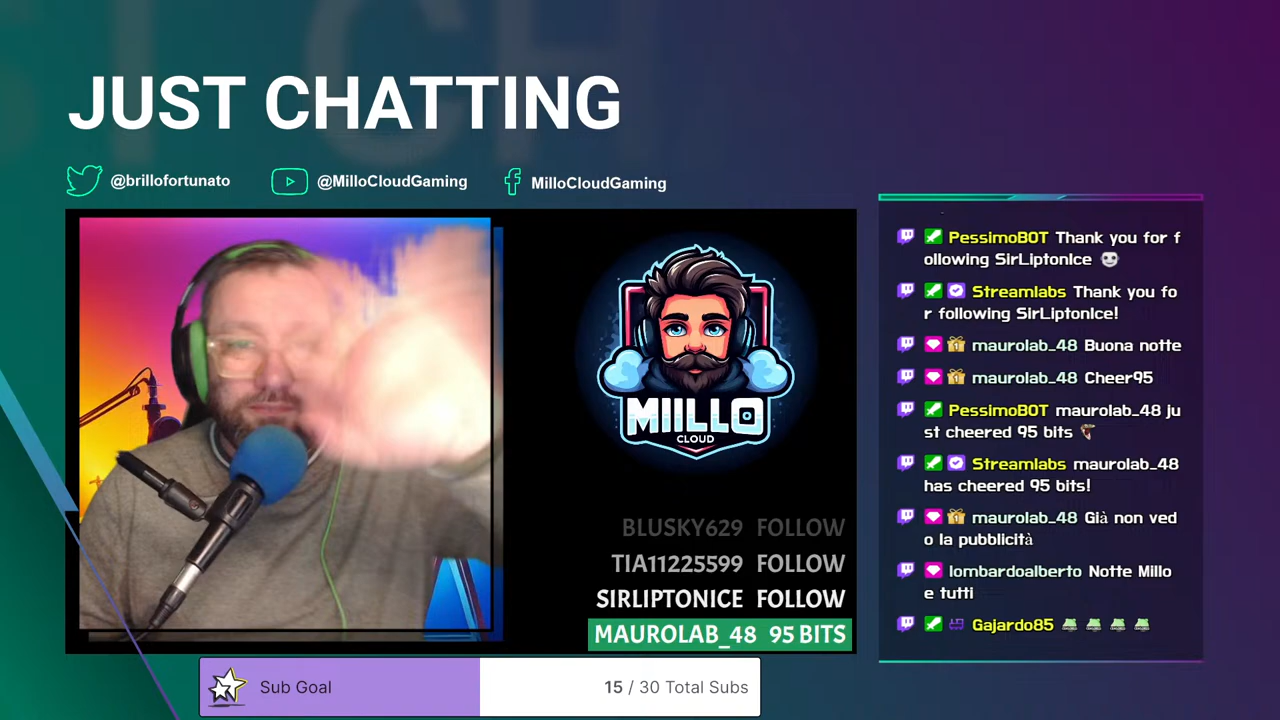 JUST CHATTING
@brillofortunato
@MilloCloudGaming
MilloCloudGaming
MIILLO
CLOUD
BLUSKY629 FOLLOW
TIA11225599 FOLLOW
SIRLIPTONICE FOLLOW
MAUROLAB_48 95 BITS
Sub Goal
15 / 30 Total Subs
PessimoBOT Thank you for f
ollowing SirLiptonIce
Streamlabs Thank you fo
r following SirLiptonIce!
maurolab_48 Buona notte
maurolab_48 Cheer95
PessimoBOT maurolab_48 ju
st cheered 95 bits
Streamlabs maurolab_48
has cheered 95 bits!
maurolab_48 Già non ved
o la pubblicità
lombardoalberto Notte Millo
e tutti
Gajardo85